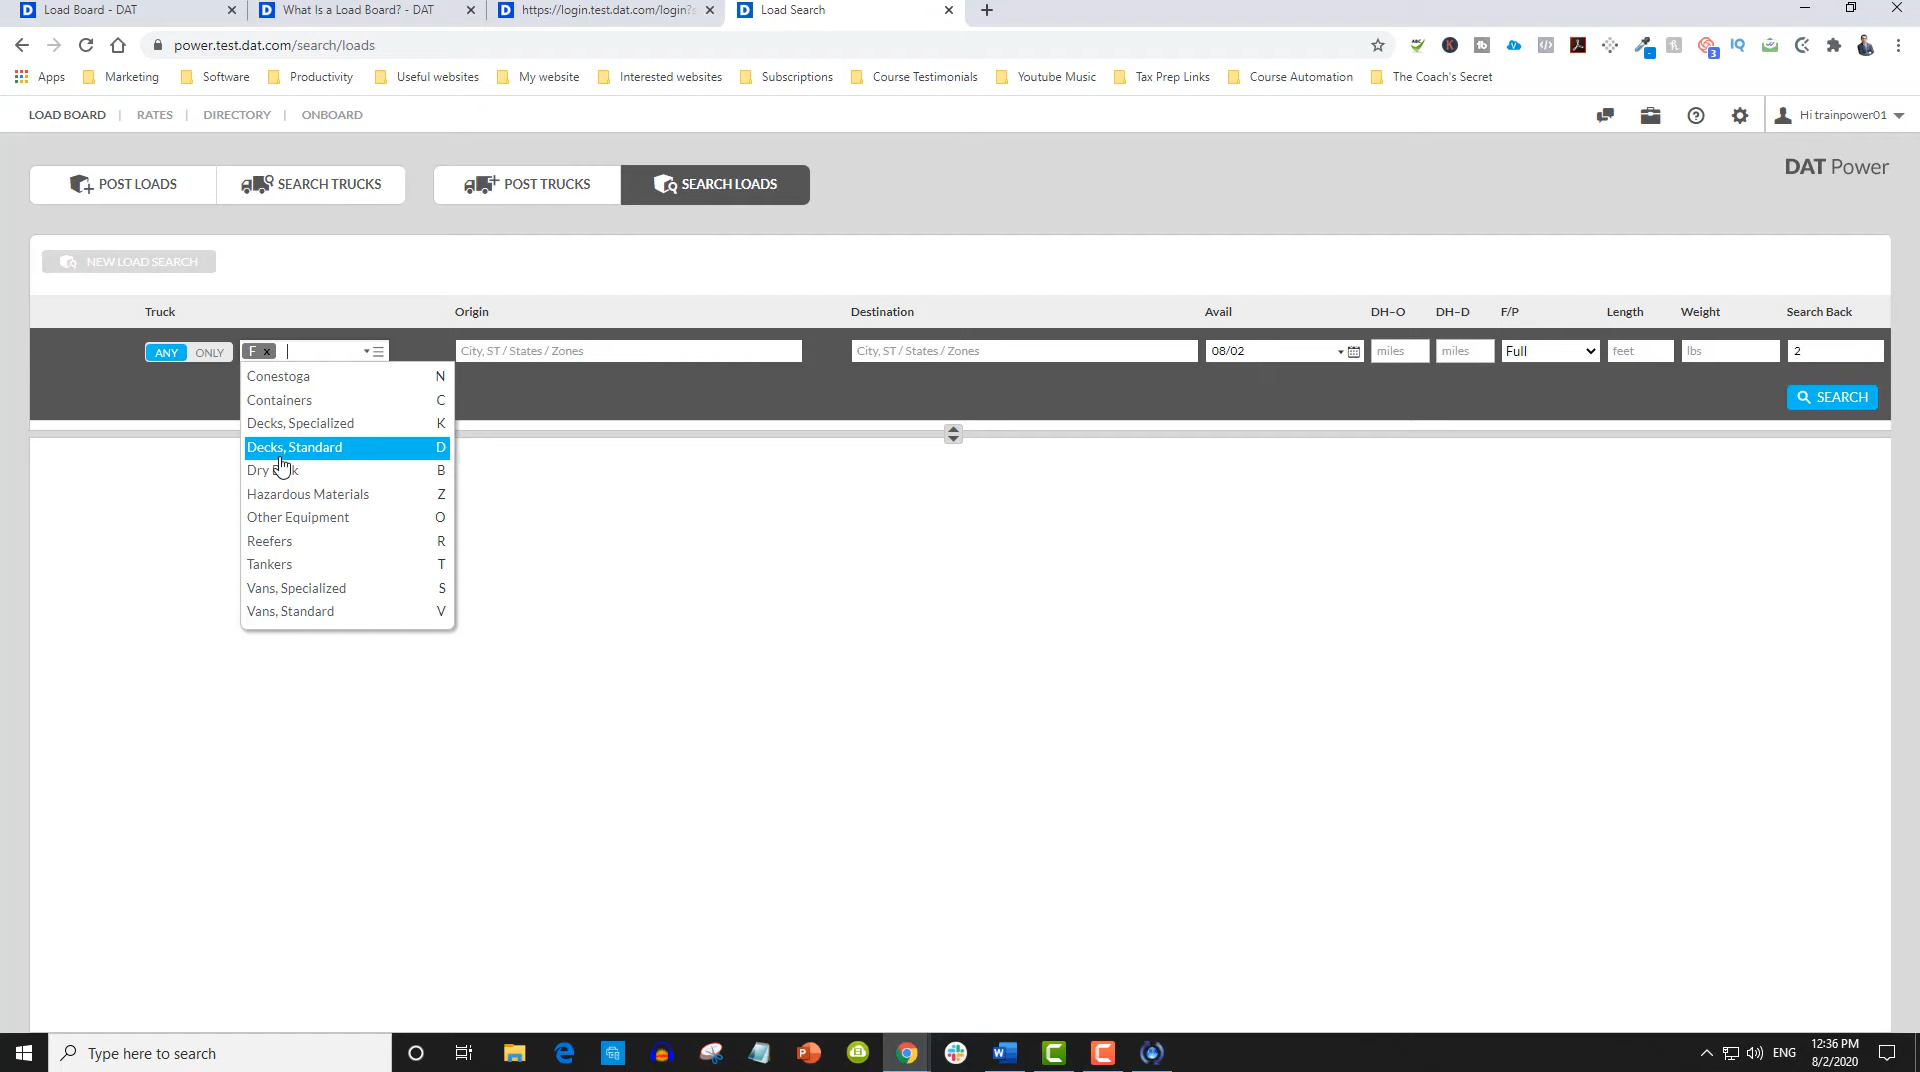 Load Board - DAT
What Is a Load Board? - DAT
https://login.test.dat.com/login?s
Load Search
power.test.dat.com/search/loads
Apps Marketing Software Productivity Useful websites My website Interested websites Subscriptions Course Testimonials Youtube Music Tax Prep Links Course Automation The Coach's Secret
LOAD BOARD | RATES | DIRECTORY | ONBOARD
Hi trainpower01
POST LOADS SEARCH TRUCKS POST TRUCKS SEARCH LOADS
DAT Power
NEW LOAD SEARCH
Truck Origin Destination Avail DH–O DH–D F/P Length Weight Search Back
ANY ONLY F x City, ST / States / Zones City, ST / States / Zones 08/02 miles miles Full feet lbs 2
SEARCH
Conestoga N
Containers C
Decks, Specialized K
Decks, Standard D
Dry B
Hazardous Materials Z
Other Equipment O
Reefers R
Tankers T
Vans, Specialized S
Vans, Standard V
Type here to search
ENG
12:36 PM
8/2/2020